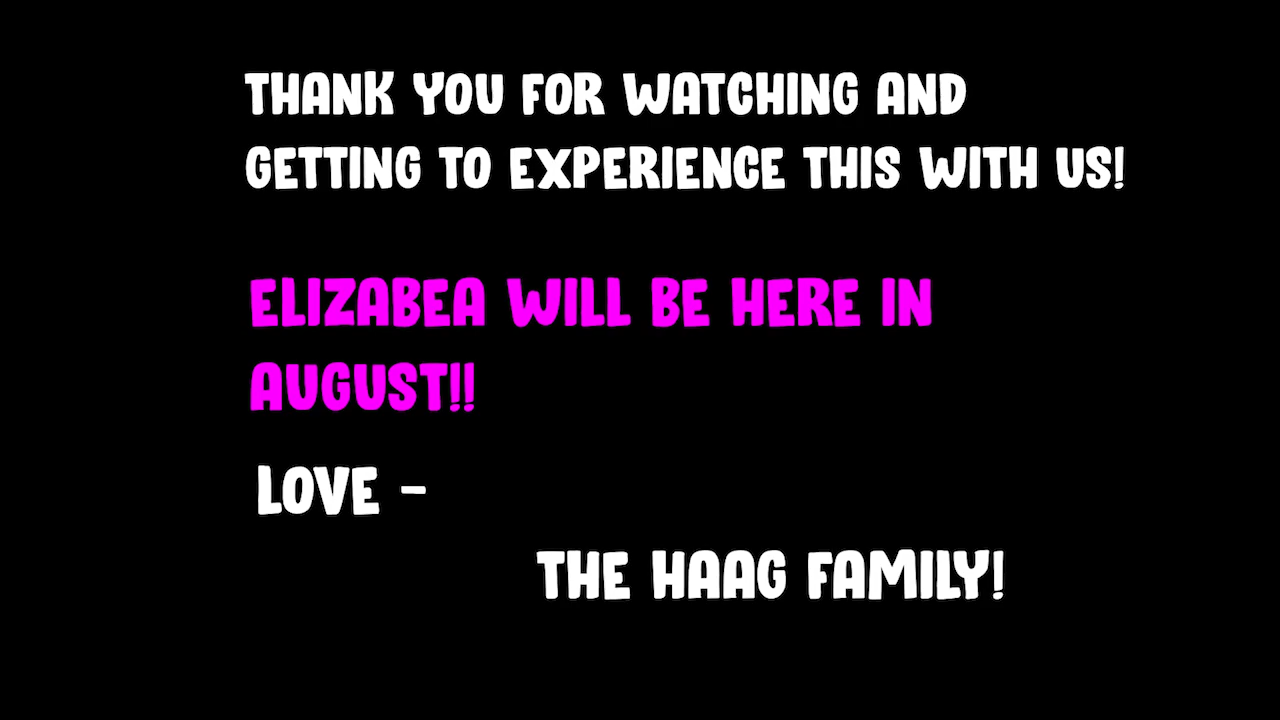 THANK YOU FOR WATCHING AND
GETTING TO EXPERIENCE THIS WITH US!
ELIZABEA WILL BE HERE IN
AUGUST!!
LOVE -
THE HAAG FAMILY!